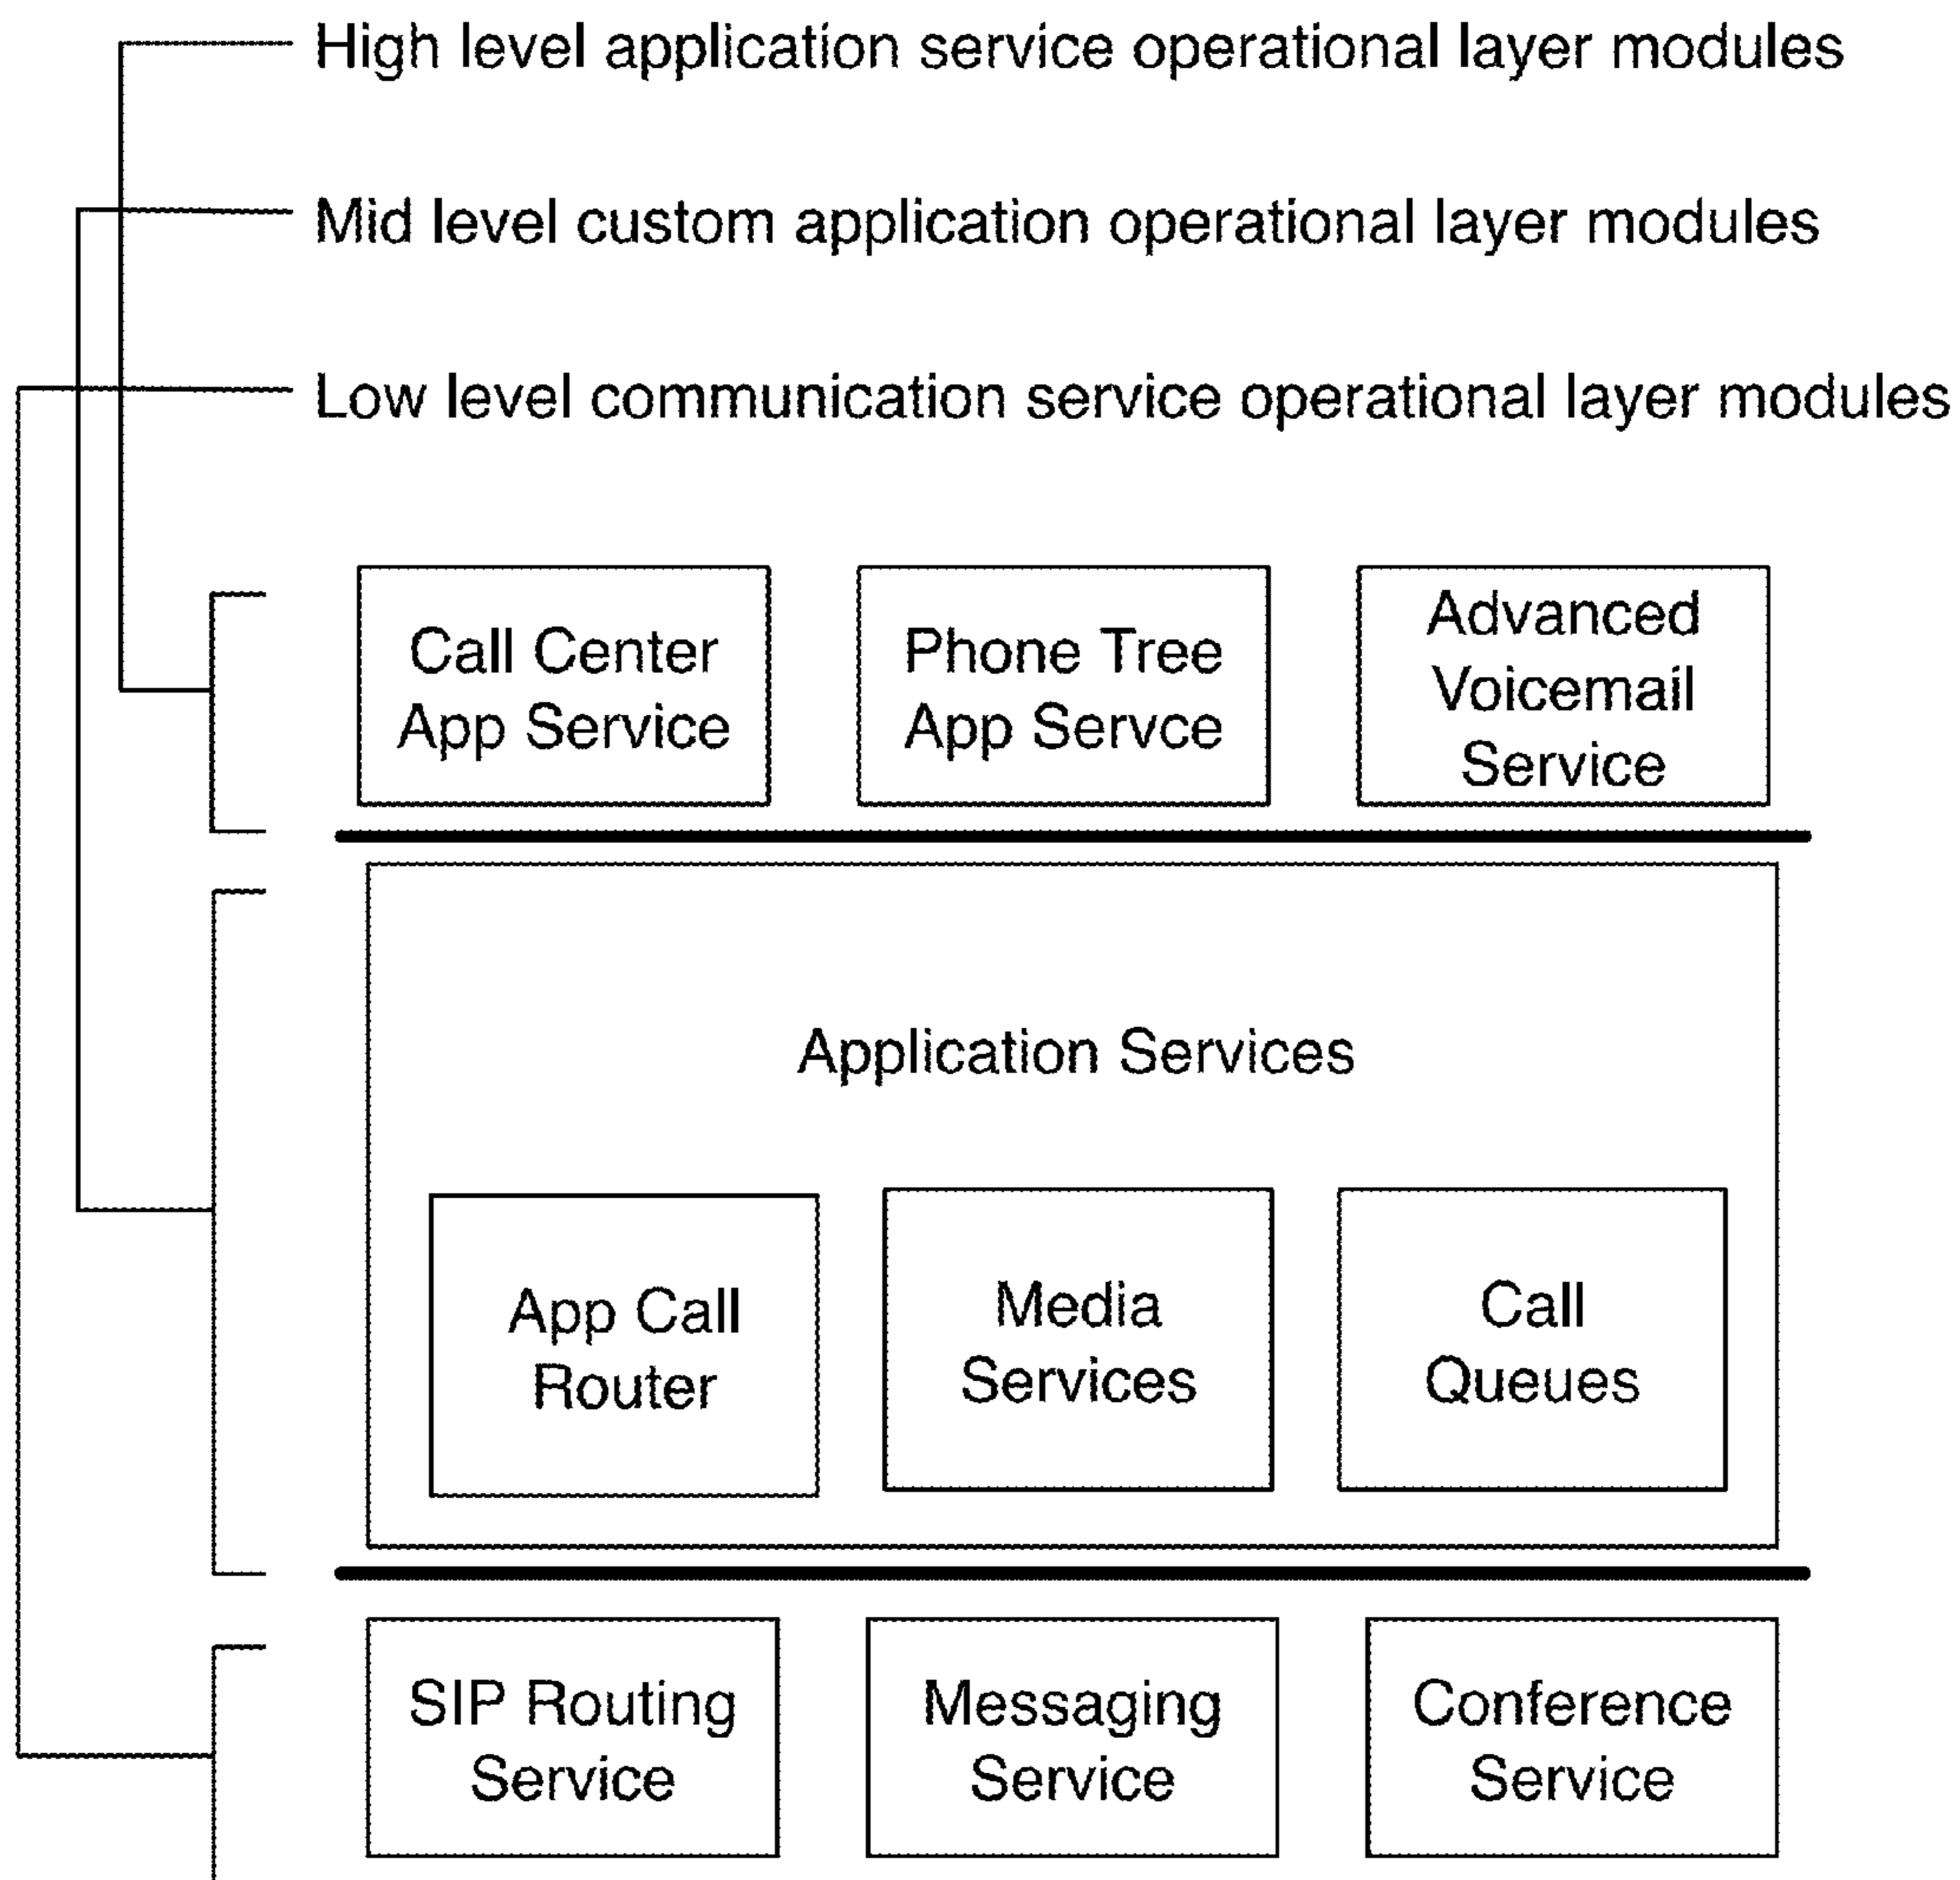 High level application service operational layer modules
Mid level custom application operational layer modules
Low level communication service operational layer modules
Call Center
App Service
Phone Tree
App Servce
Advanced
Voicemail
Service
Application Services
App Call
Router
Media
Services
Call
Queues
SIP Routing
Service
Messaging
Service
Conference
Service